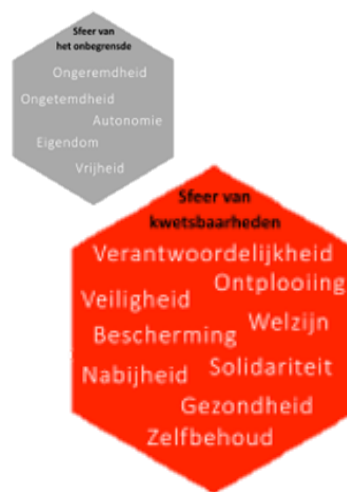 Sfeer van
het onbegrensde
Ongeremdheid
Ongetemdheid
Autonomie
Eigendom
Vrijheid
Sfeer van
kwetsbaarheden
Verantwoordelijkheid
Ontplooiing
Veiligheid
Welzijn
Bescherming
Solidariteit
Nabijheid
Gezondheid
Zelfbehoud